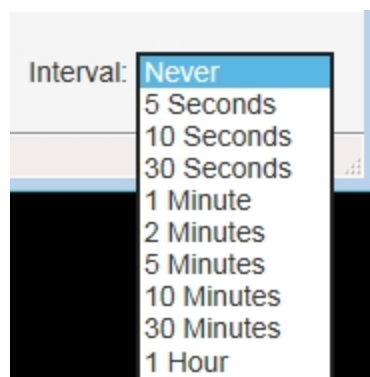 Interval: Never
5 Seconds
10 Seconds
30 Seconds
1 Minute
2 Minutes
5 Minutes
10 Minutes
30 Minutes
1 Hour